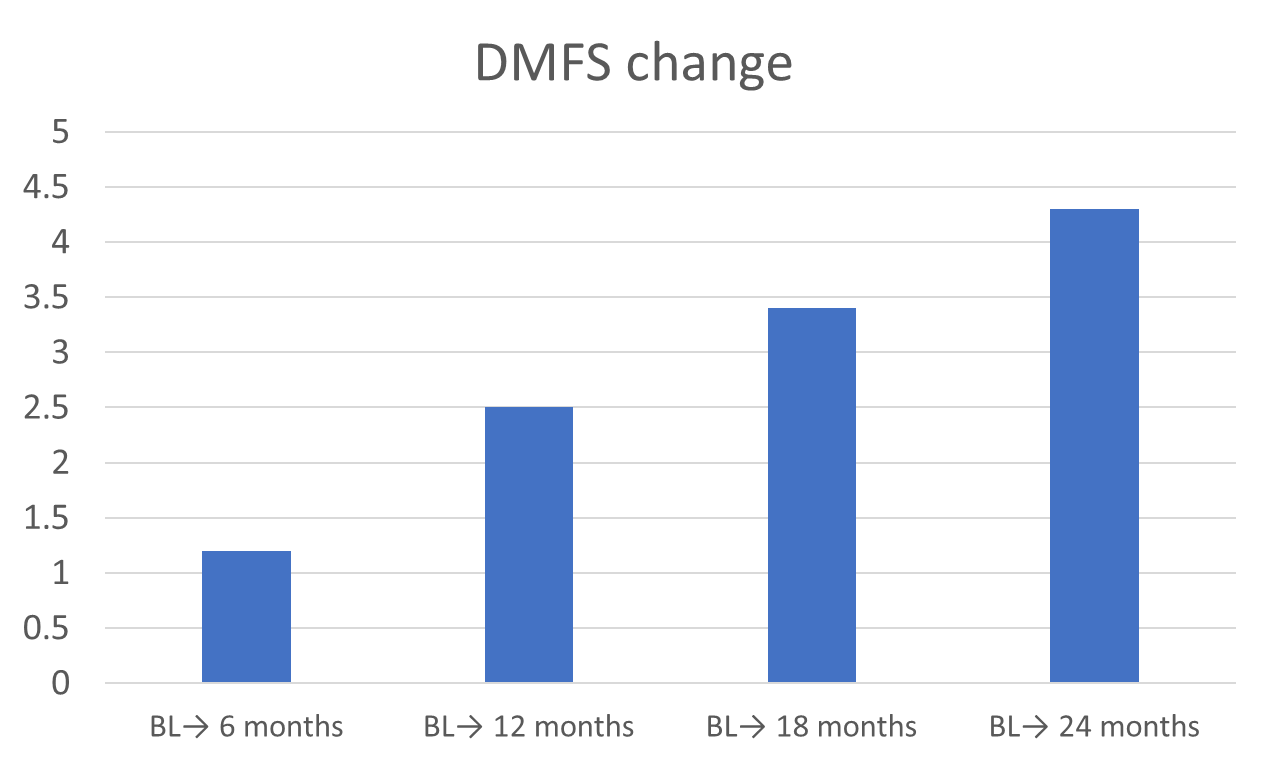 DMFS change
5
4.5
4
3.5
3
2.5
2
1.5
1
0.5
0
BL→ 6 months
BL→ 12 months
BL→ 18 months
BL→ 24 months